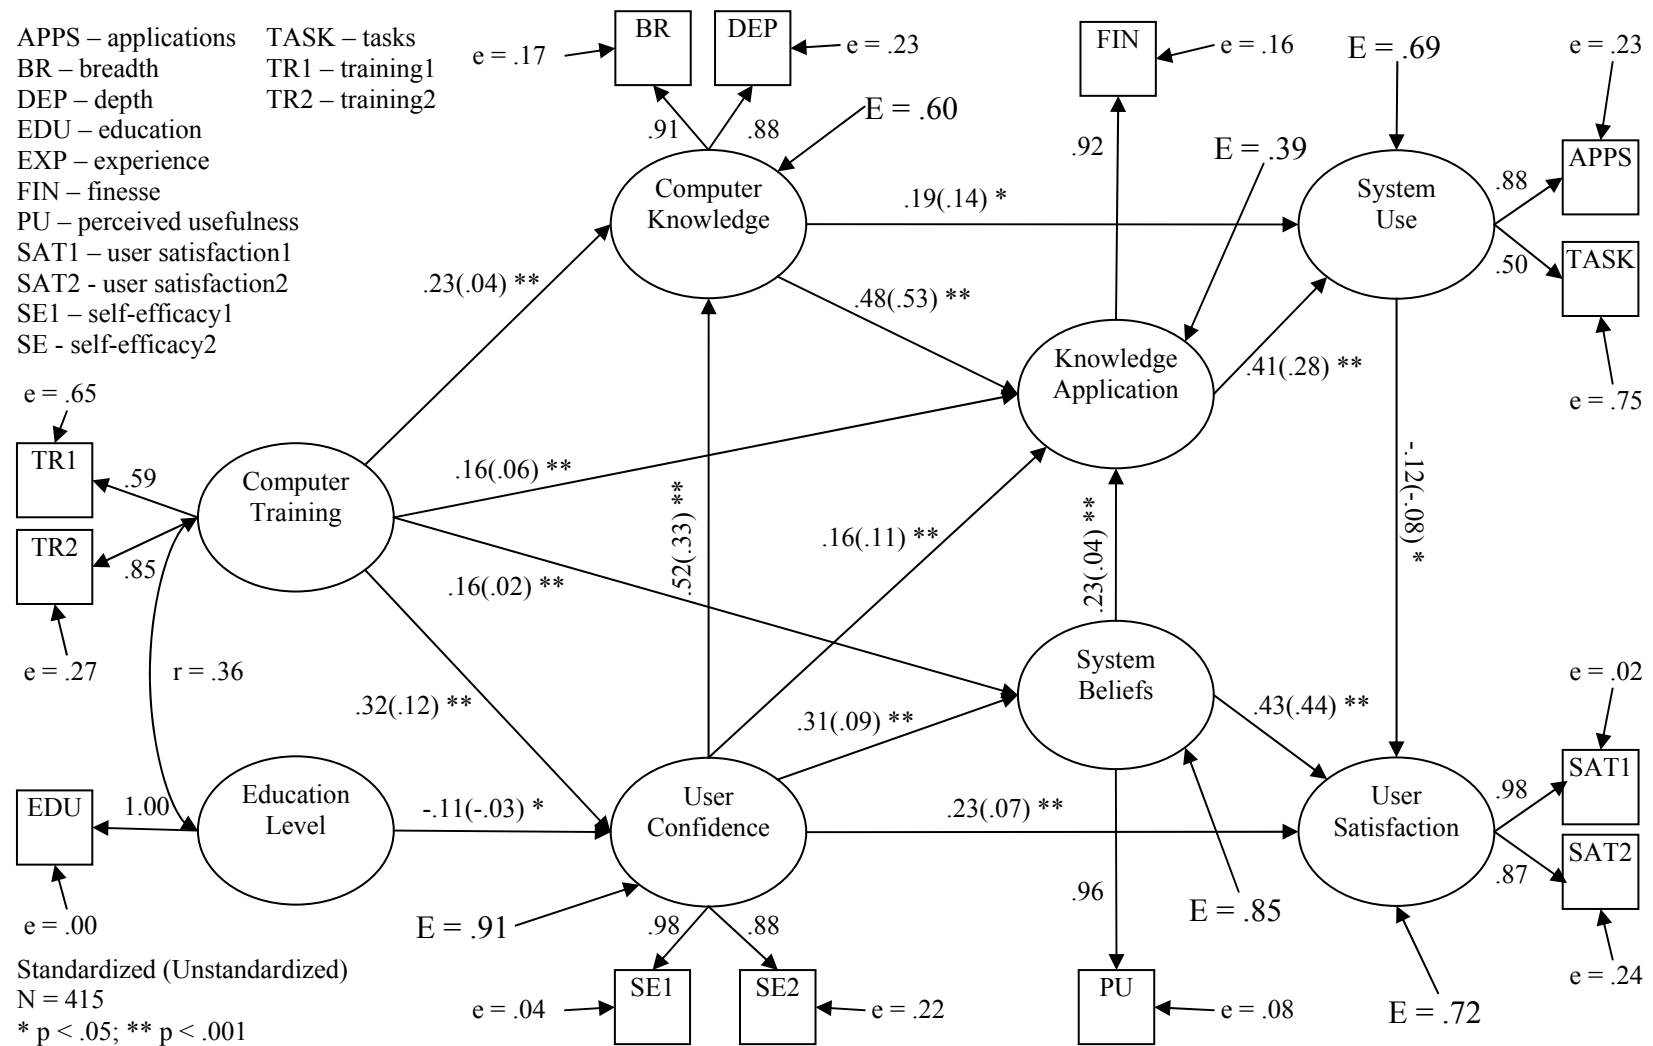 APPS – applications
BR – breadth
DEP – depth
EDU – education
EXP – experience
FIN – finesse
PU – perceived usefulness
SAT1 – user satisfaction1
SAT2 - user satisfaction2
SE1 – self-efficacy1
SE - self-efficacy2
TASK – tasks
TR1 – training1
TR2 – training2
e = .17
BR
DEP
e = .23
.91
.88
E = .60
Computer
Knowledge
FIN
e = .16
.92
E = .39
E = .69
System
Use
e = .23
APPS
.88
TASK
.50
e = .75
.19(.14) *
.23(.04) **
.48(.53) **
Knowledge
Application
.41(.28) **
e = .65
TR1
.59
TR2
.85
e = .27
Computer
Training
.16(.06) **
.52(.33) **
.16(.11) **
.23(.04) **
-.12(-.08) *
.16(.02) **
r = .36
.32(.12) **
System
Beliefs
.31(.09) **
.43(.44) **
EDU
1.00
e = .00
Education
Level
-.11(-.03) *
User
Confidence
.23(.07) **
User
Satisfaction
e = .02
SAT1
.98
SAT2
.87
e = .24
E = .91
.98
.88
.96
E = .85
E = .72
e = .04
SE1
SE2
e = .22
PU
e = .08
Standardized (Unstandardized)
N = 415
* p < .05; ** p < .001